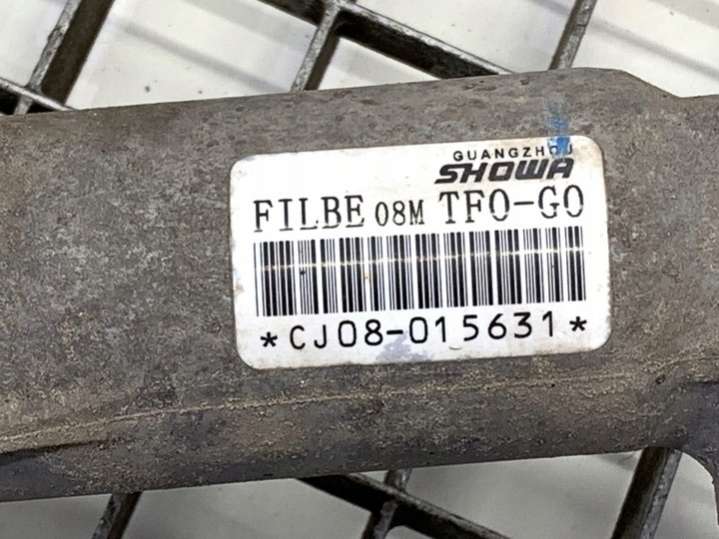 GUANGZHOU
SHOWA
FILBE 08M TF0-G0
*CJ08-015631*